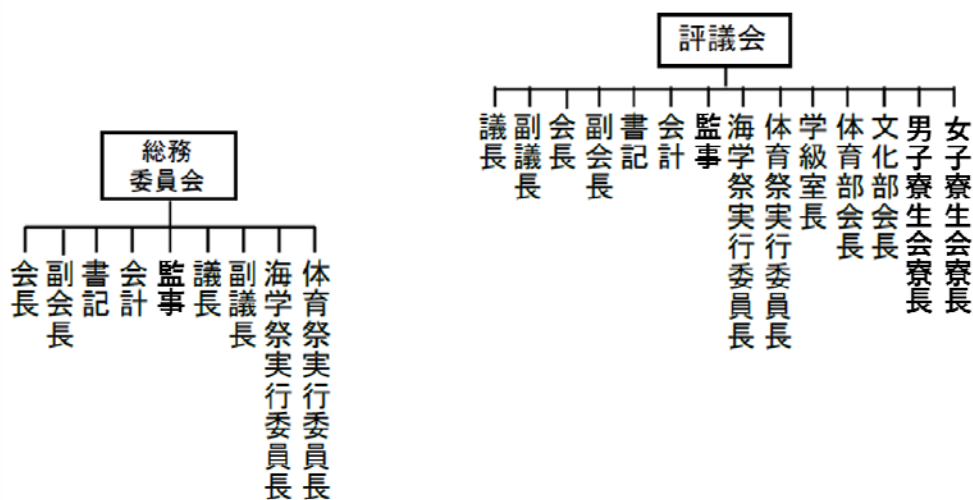 総務
委員会
会長
副会長
書記
会計
監事
議長
副議長
海学祭実行委員長
体育祭実行委員長
評議会
議長
副議長
会長
副会長
書記
会計
監事
海学祭実行委員長
体育祭実行委員長
学級室長
体育部会長
文化部会長
男子寮生会寮長
女子寮生会寮長